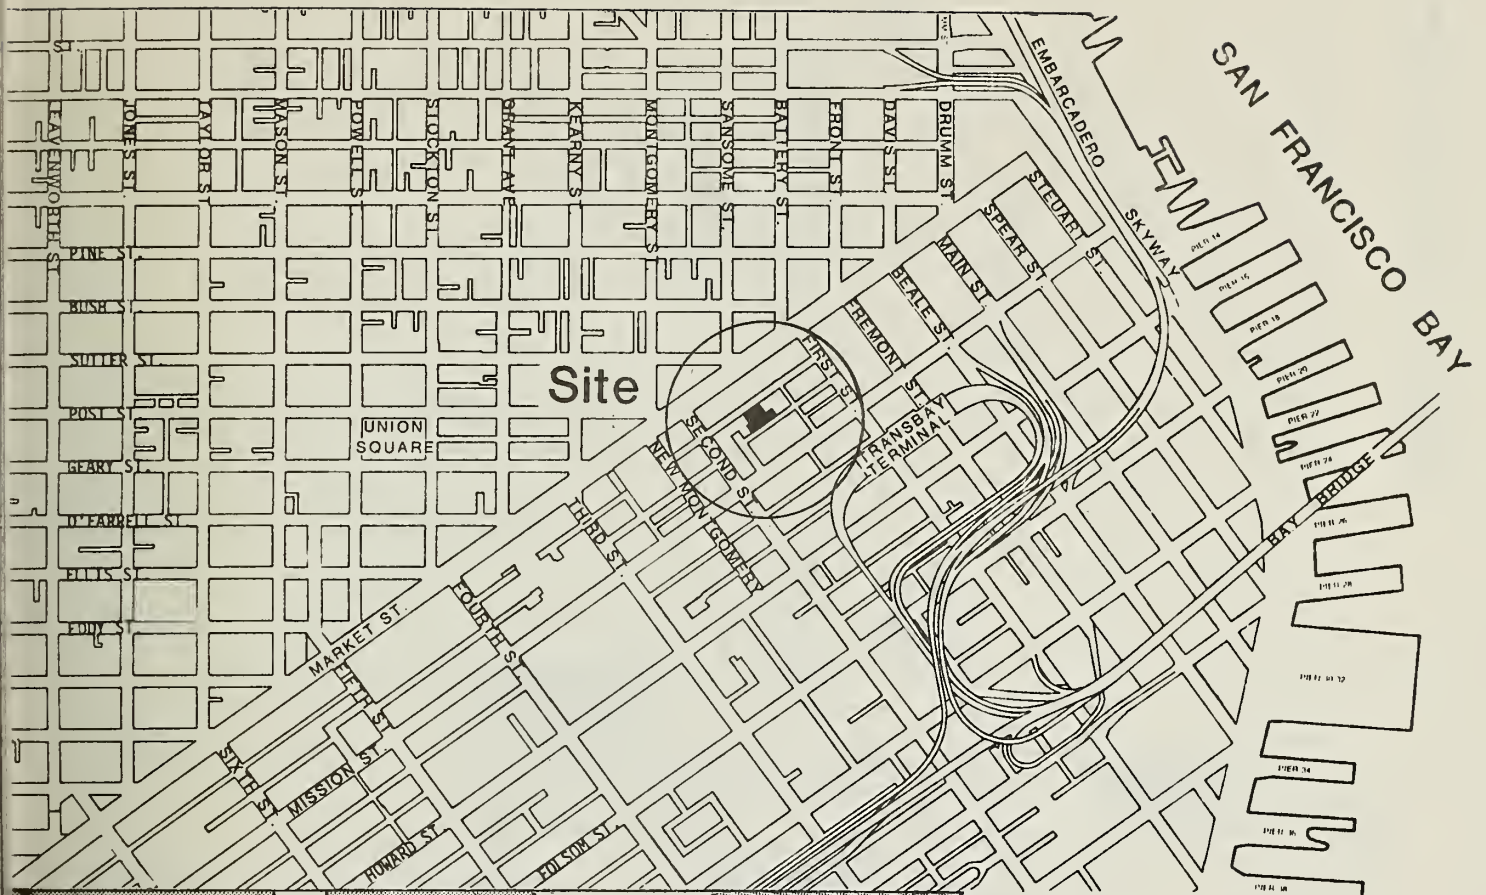 SAN FRANCISCO BAY
EMBARCADERO SKYWAY
ST.
LEAVENWORTH ST
JONES ST
TAYLOR ST
MASON ST.
POWELL ST
STOCKTON ST
GRANT AVE
KEARNY ST
MONTGOMERY ST
SANSOME ST.
BATTERY ST.
FRONT ST
DAVIS ST
DRUMM ST.
STEUART ST.
SPEAR ST
MAIN ST.
BEALE ST.
FREMONT ST.
FIRST ST.
SECOND ST
NEW MONTGOMERY
THIRD ST
FOURTH ST
FIFTH ST
SIXTH ST
PINE ST.
BUSH ST.
SUTTER ST.
POST ST.
GEARY ST.
O'FARRELL ST
ELLIS ST
EDDY ST
Site
UNION
SQUARE
TRANSBAY
TERMINAL
MARKET ST.
MISSION ST.
HOWARD ST.
FOLSOM ST.
BAY BRIDGE
PIER 14
PIER 18
PIER 20
PIER 22
PIER 24
PIER 26
PIER 28
PIER 30 32
PIER 34
PIER 36